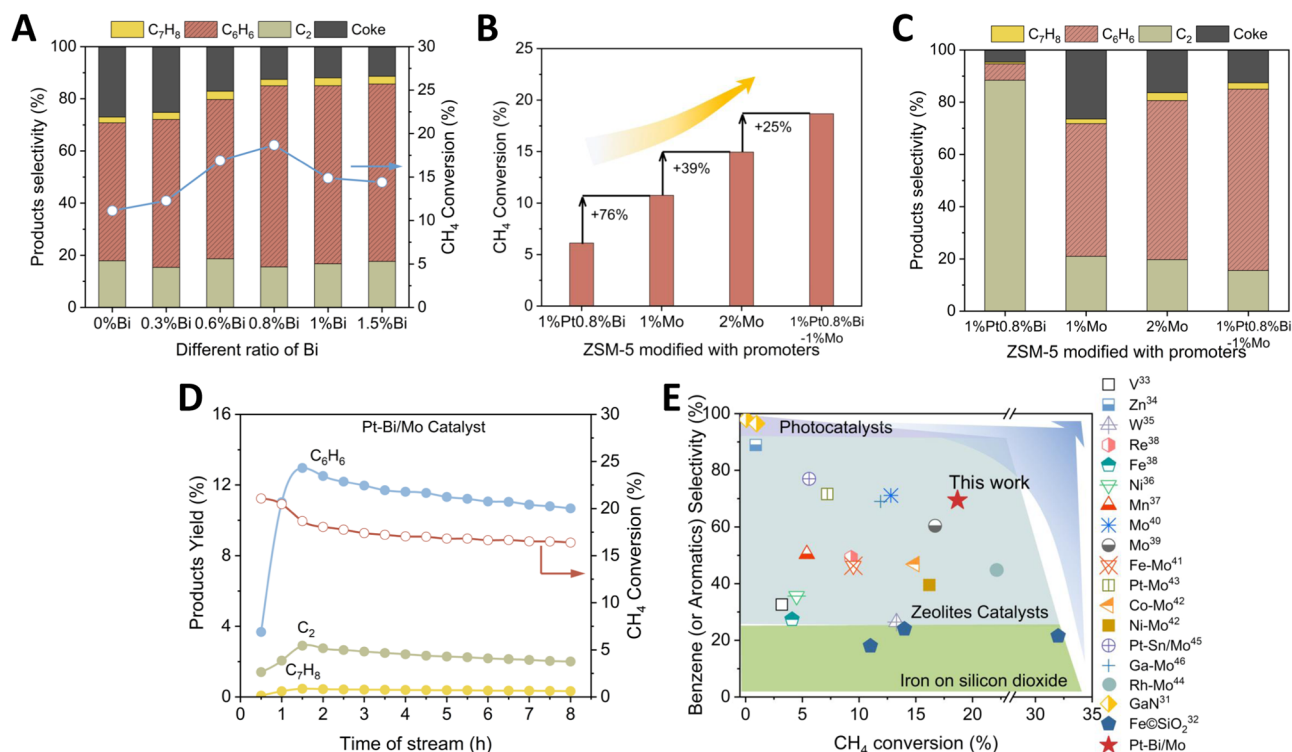 A
C₇H₈ C₆H₆ C₂ Coke
100
80
60
40
20
0
Products selectivity (%)
30
25
20
15
10
5
0
CH₄ Conversion (%)
0%Bi 0.3%Bi 0.6%Bi 0.8%Bi 1%Bi 1.5%Bi
Different ratio of Bi
B
25
20
15
10
5
0
CH₄ Conversion (%)
+76%
+39%
+25%
1%Pt0.8%Bi 1%Mo 2%Mo 1%Pt0.8%Bi
-1%Mo
ZSM-5 modified with promoters
C
C₇H₈ C₆H₆ C₂ Coke
100
80
60
40
20
0
Products selectivity (%)
1%Pt0.8%Bi 1%Mo 2%Mo 1%Pt0.8%Bi
-1%Mo
ZSM-5 modified with promoters
D
Pt-Bi/Mo Catalyst
16
12
8
4
0
Products Yield (%)
C₆H₆
C₂
C₇H₈
30
25
20
15
10
5
0
CH₄ Conversion (%)
0 1 2 3 4 5 6 7 8
Time of stream (h)
E
100
80
60
40
20
0
Benzene (or Aromatics) Selectivity (%)
Photocatalysts
This work
Zeolites Catalysts
Iron on silicon dioxide
0 5 10 15 20 30 35
CH₄ conversion (%)
V³³
Zn³⁴
W³⁵
Re³⁸
Fe³⁸
Ni³⁶
Mn³⁷
Mo⁴⁰
Mo³⁹
Fe-Mo⁴¹
Pt-Mo⁴³
Co-Mo⁴²
Ni-Mo⁴²
Pt-Sn/Mo⁴⁵
Ga-Mo⁴⁶
Rh-Mo⁴⁴
GaN³¹
Fe©SiO₂³²
Pt-Bi/Mo